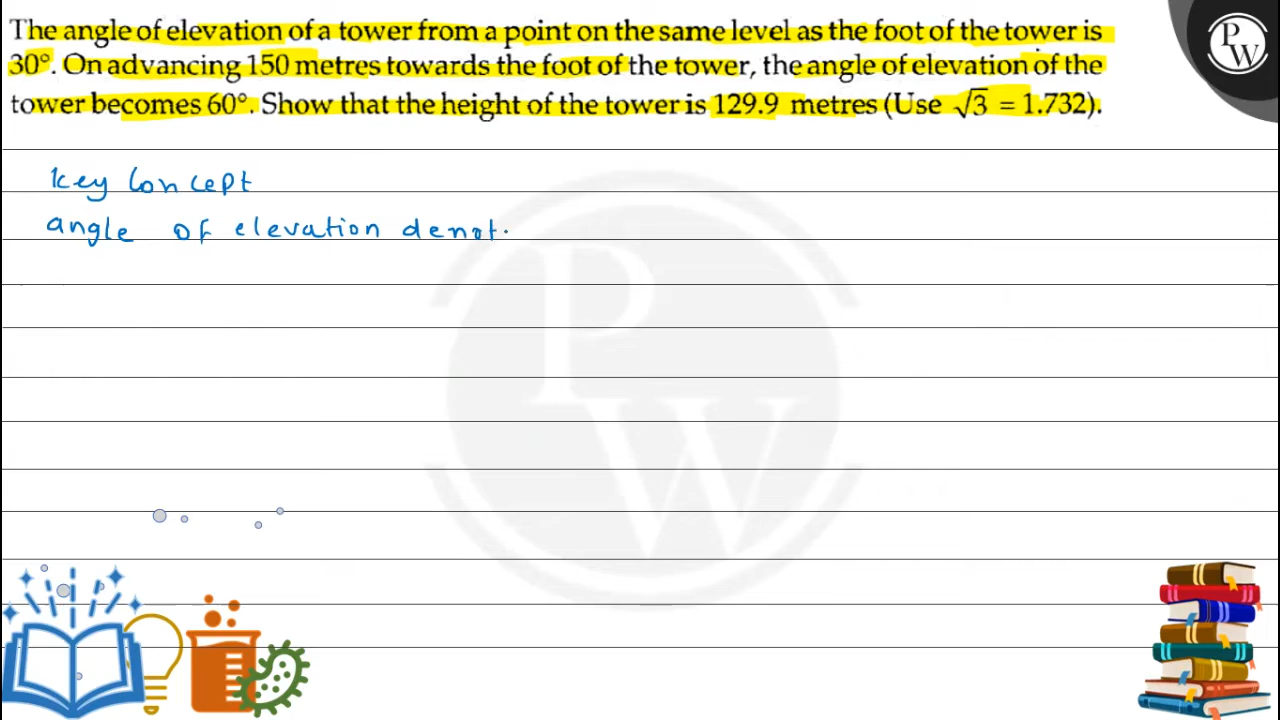 The angle of elevation of a tower from a point on the same level as the foot of the tower is
30°. On advancing 150 metres towards the foot of the tower, the angle of elevation of the
tower becomes 60°. Show that the height of the tower is 129.9 metres (Use √3 = 1.732).
key Concept
angle of elevation denot.
P
W
PW